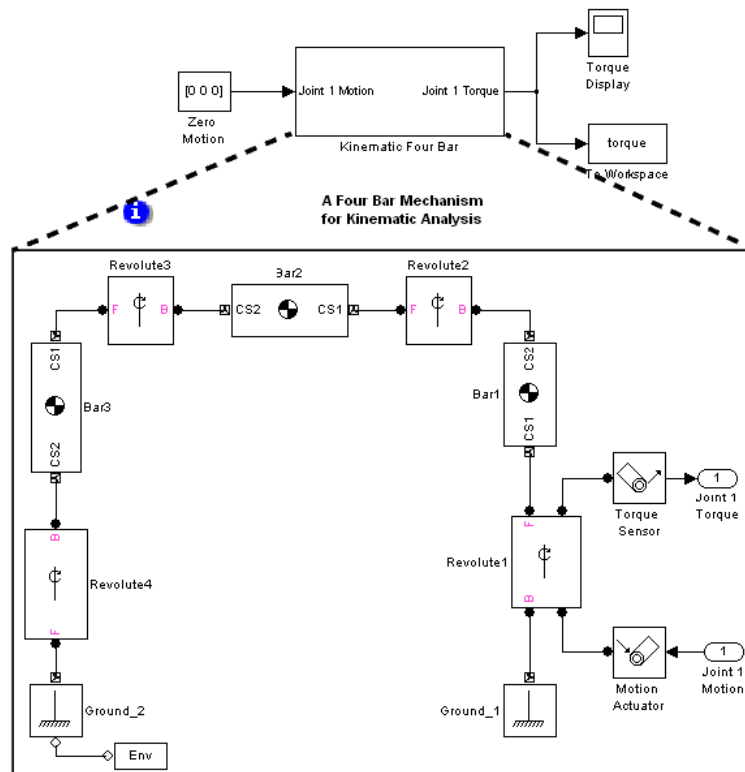 [0 0 0]
Zero
Motion
Joint 1 Motion
Joint 1 Torque
Kinematic Four Bar
Torque
Display
torque
To Workspace
i
A Four Bar Mechanism
for Kinematic Analysis
Revolute3
F
B
Bar2
CS2
CS1
Revolute2
F
B
CS1
CS2
Bar3
CS2
CS1
Bar1
B
F
Revolute4
F
B
Revolute1
Torque
Sensor
1
Joint 1
Torque
Motion
Actuator
1
Joint 1
Motion
Ground_2
Env
Ground_1